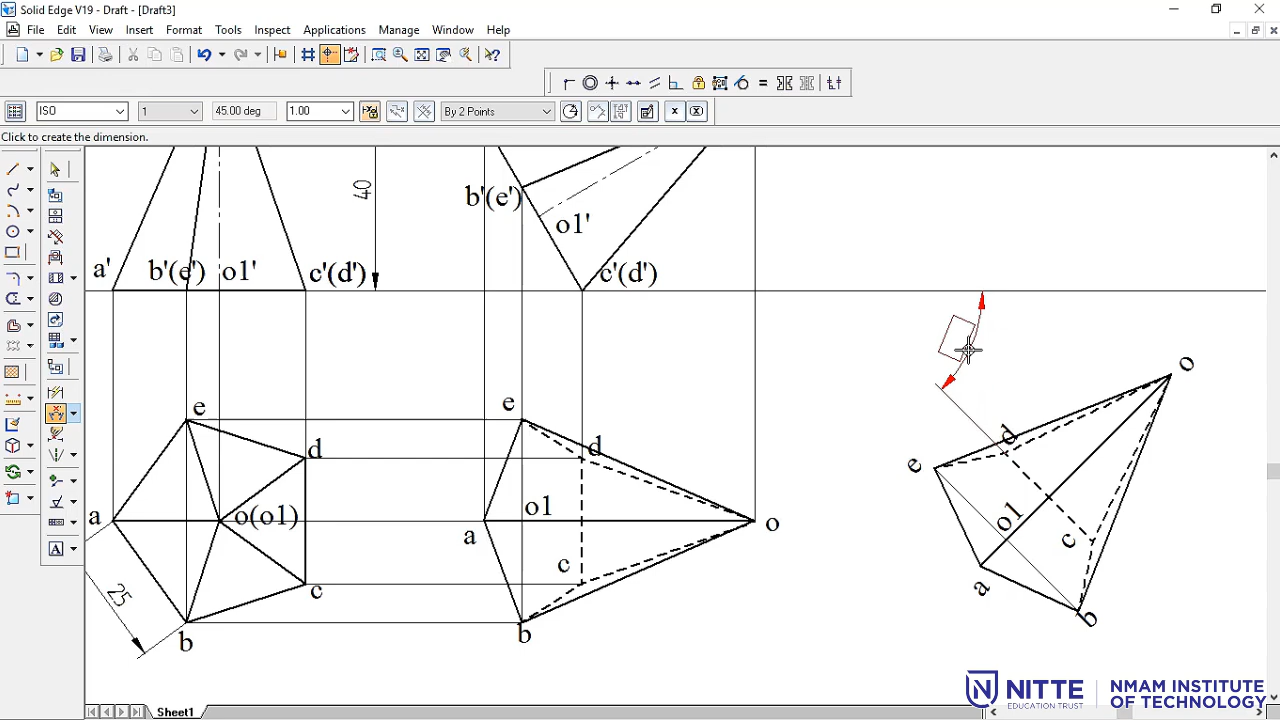 Solid Edge V19 - Draft - [Draft3]
File Edit View Insert Format Tools Inspect Applications Manage Window Help
ISO 1 45.00 deg 1.00 By 2 Points
Click to create the dimension.
40
b'(e')
o1'
a' b'(e') o1' c'(d') c'(d')
e e o
d d d
e
a o(o1) o1 o o1
a c
c c a
25 b
b b
NITTE
EDUCATION TRUST
NMAM INSTITUTE
OF TECHNOLOGY
Sheet1